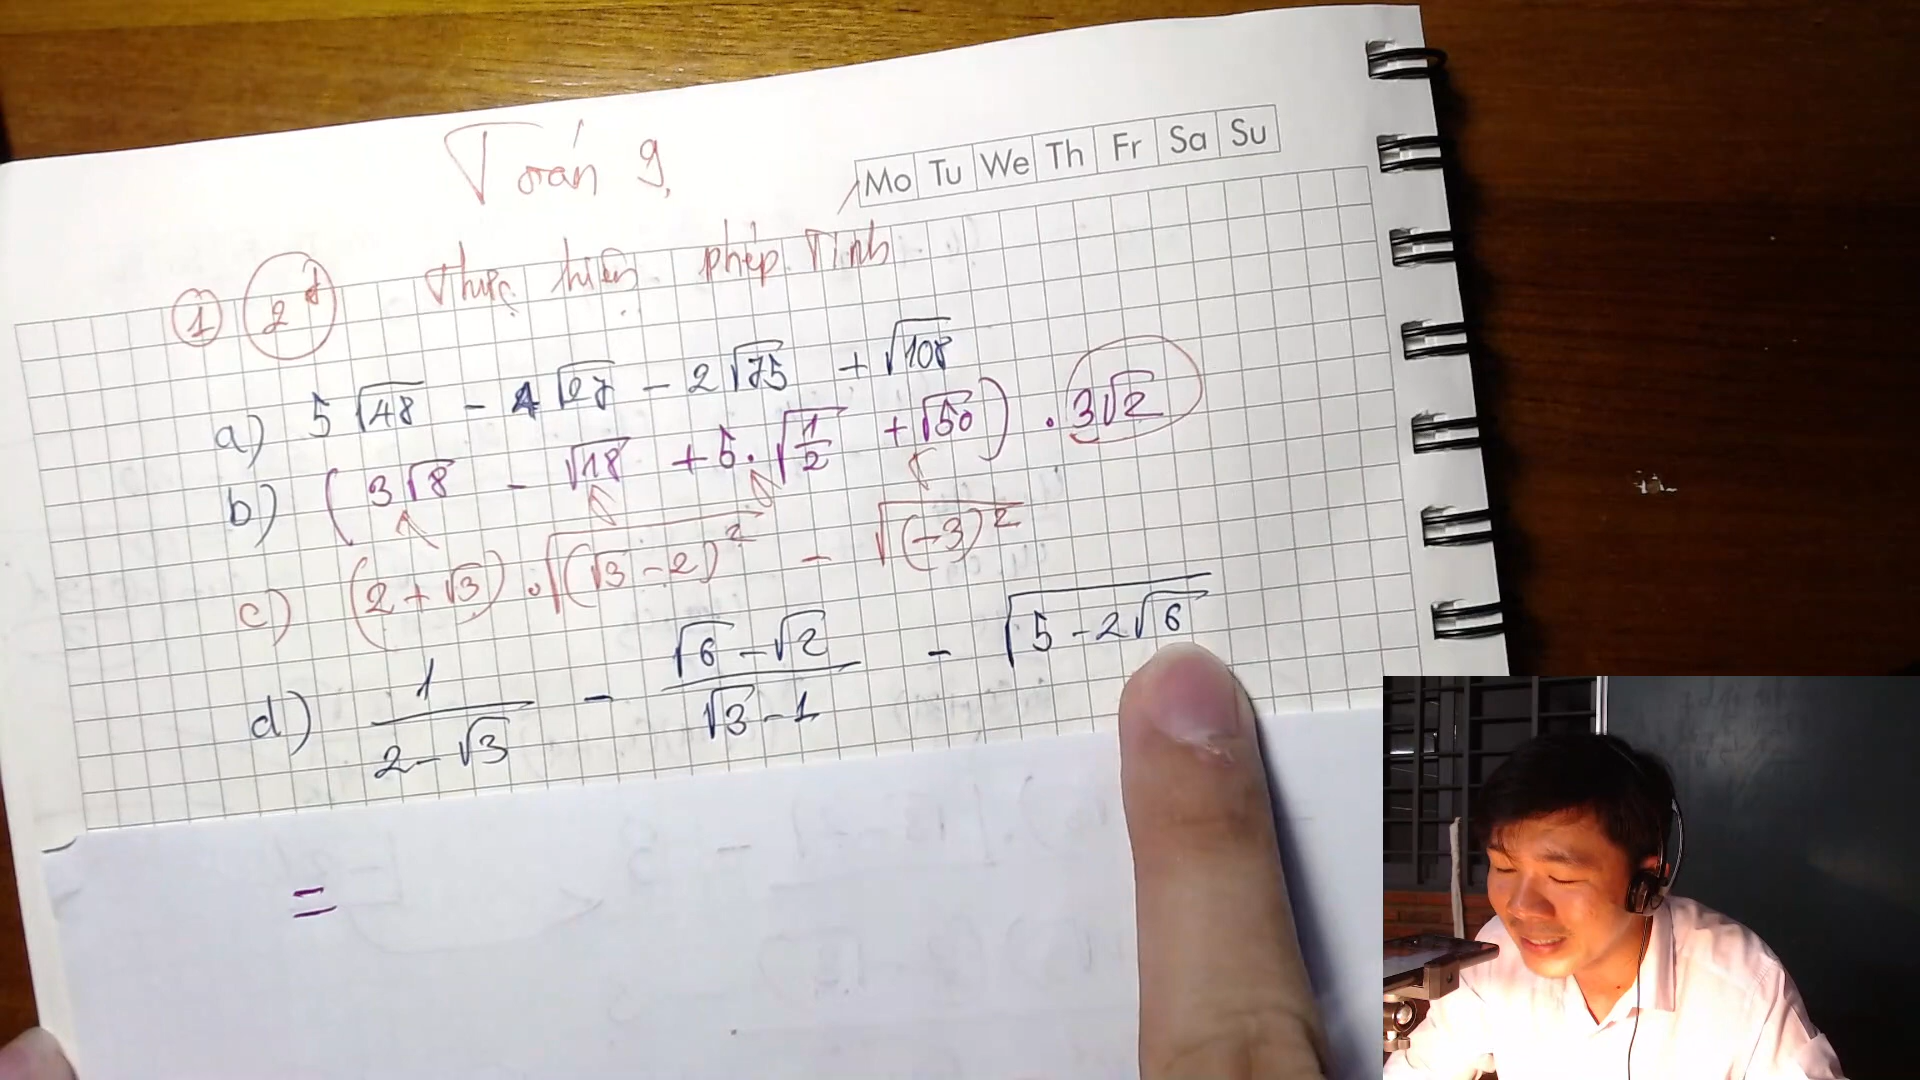 Toán 9
Mo Tu We Th Fr Sa Su
① 2đ Thực hiện phép tính
a) 5√48 - 4√27 - 2√75 + √108
b) (3√8 - √18 + 5.√(1/2) + √50) . 3√2
c) (2 + √3) . √((√3 - 2)²) - √((-3)²)
d) 1/(2 - √3) - (√6 - √2)/(√3 - 1) - √(5 - 2√6)
=